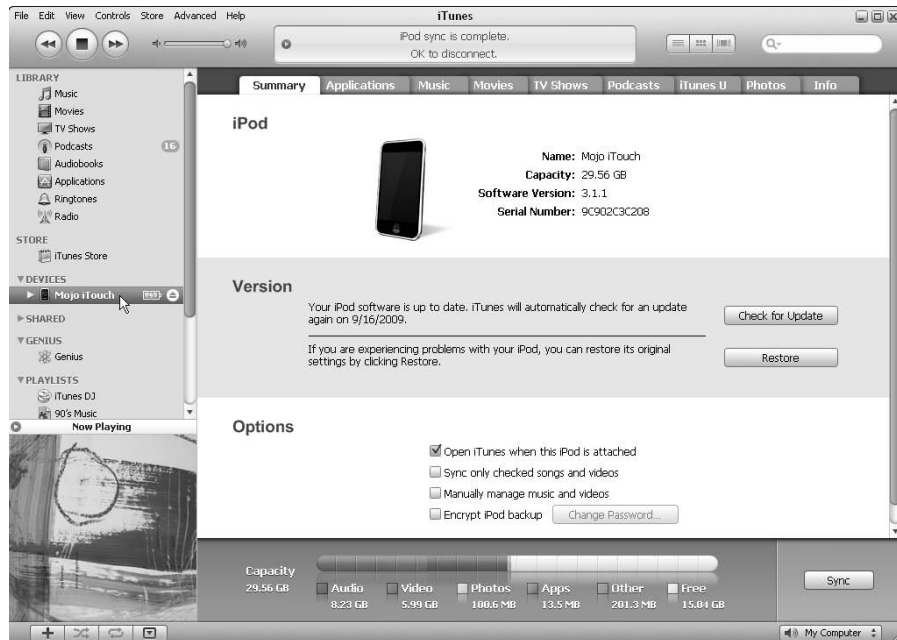 File Edit View Controls Store Advanced Help
iTunes
iPod sync is complete.
OK to disconnect.
LIBRARY
Music
Movies
TV Shows
Podcasts 16
Audiobooks
Applications
Ringtones
Radio
STORE
iTunes Store
DEVICES
Mojo iTouch
SHARED
GENIUS
Genius
PLAYLISTS
iTunes DJ
90's Music
Now Playing
Summary Applications Music Movies TV Shows Podcasts iTunes U Photos Info
iPod
Name: Mojo iTouch
Capacity: 29.56 GB
Software Version: 3.1.1
Serial Number: 9C902C3C208
Version
Your iPod software is up to date. iTunes will automatically check for an update
again on 9/16/2009.
Check for Update
If you are experiencing problems with your iPod, you can restore its original
settings by clicking Restore.
Restore
Options
Open iTunes when this iPod is attached
Sync only checked songs and videos
Manually manage music and videos
Encrypt iPod backup Change Password...
Capacity
29.56 GB
Audio Video Photos Apps Other Free
8.23 GB 5.99 GB 100.6 MB 13.5 MB 201.3 MB 15.04 GB
Sync
My Computer